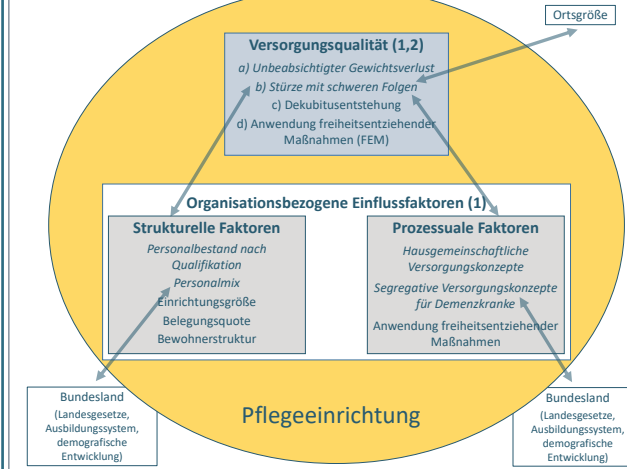 Ortsgröße
Versorgungsqualität (1,2)
a) Unbeabsichtigter Gewichtsverlust
b) Stürze mit schweren Folgen
c) Dekubitusentstehung
d) Anwendung freiheitsentziehender
Maßnahmen (FEM)
Organisationsbezogene Einflussfaktoren (1)
Strukturelle Faktoren
Personalbestand nach
Qualifikation
Personalmix
Einrichtungsgröße
Belegungsquote
Bewohnerstruktur
Prozessuale Faktoren
Hausgemeinschaftliche
Versorgungskonzepte
Segregative Versorgungskonzepte
für Demenzkranke
Anwendung freiheitsentziehender
Maßnahmen
Bundesland
(Landesgesetze,
Ausbildungssystem,
demografische
Entwicklung)
Pflegeeinrichtung
Bundesland
(Landesgesetze,
Ausbildungssystem,
demografische
Entwicklung)